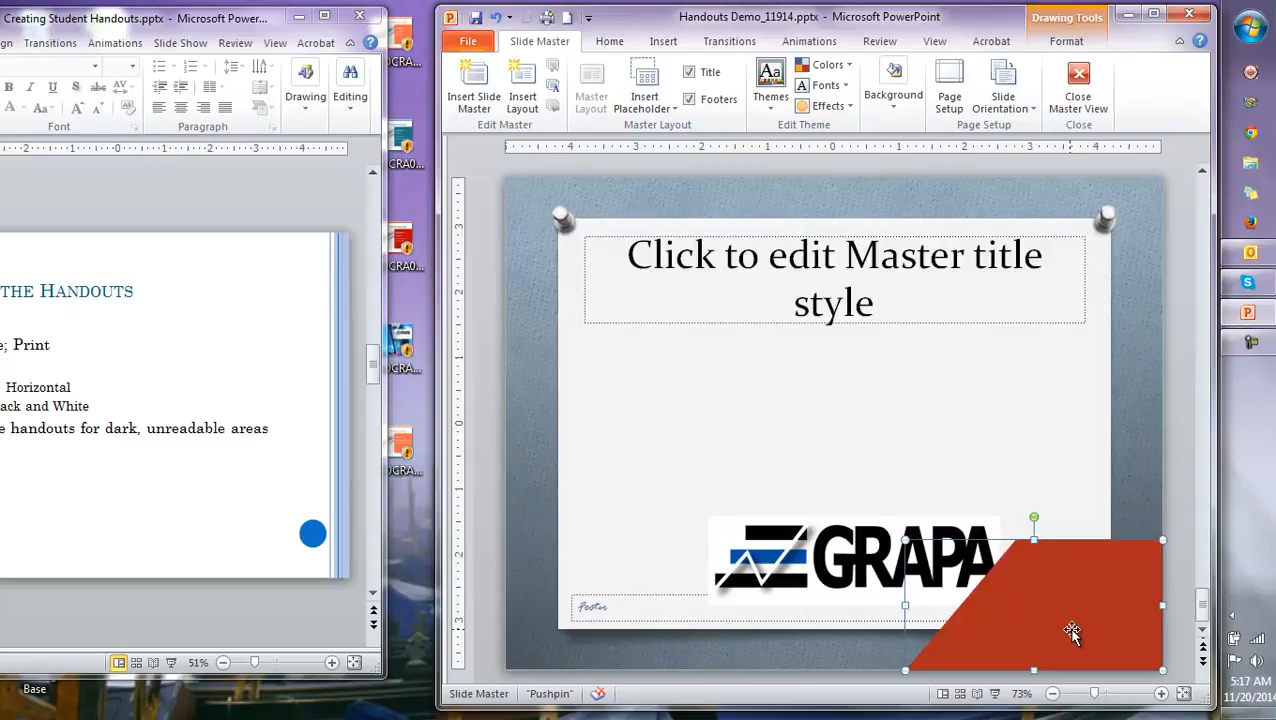 Creating Student Handouts.pptx - Microsoft Power...
Transitions Animations Slide Show Review View Acrobat
Drawing Editing
Font Paragraph
THE HANDOUTS
e; Print
Horizontal
ack and White
e handouts for dark, unreadable areas
51%
Base
Handouts Demo_11914.pptx - Microsoft PowerPoint
Drawing Tools
File Slide Master Home Insert Transitions Animations Review View Acrobat Format
Insert Slide Master
Insert Layout
Master Layout
Insert Placeholder
Title
Footers
Themes
Colors
Fonts
Effects
Background
Page Setup
Slide Orientation
Close Master View
Edit Master Master Layout Edit Theme Page Setup Close
Click to edit Master title
style
GRAPA
Footer
Slide Master "Pushpin" 73%
5:17 AM
11/20/2014